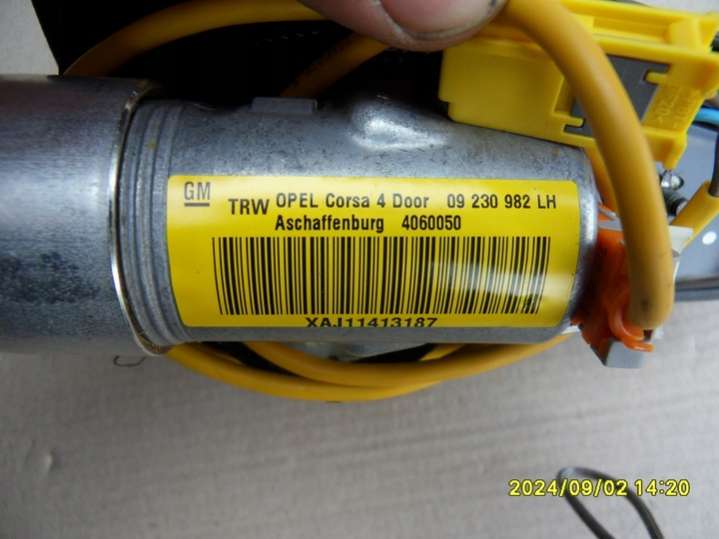 GM
TRW OPEL Corsa 4 Door 09 230 982 LH
Aschaffenburg 4060050
XAJ11413187
2024/09/02 14:20